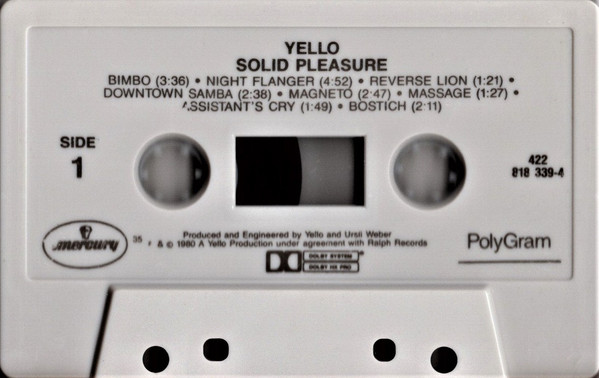 YELLO
SOLID PLEASURE
BIMBO (3:36) • NIGHT FLANGER (4:52) • REVERSE LION (1:21) •
DOWNTOWN SAMBA (2:38) • MAGNETO (2:47) • MASSAGE (1:27) •
ASSISTANT'S CRY (1:49) • BOSTICH (2:11)
SIDE
1
422
818 339-4
mercury
35
Produced and Engineered by Yello and Ursli Weber
& © 1980 A Yello Production under agreement with Ralph Records
PolyGram
DOLBY SYSTEM
DOLBY HX PRO